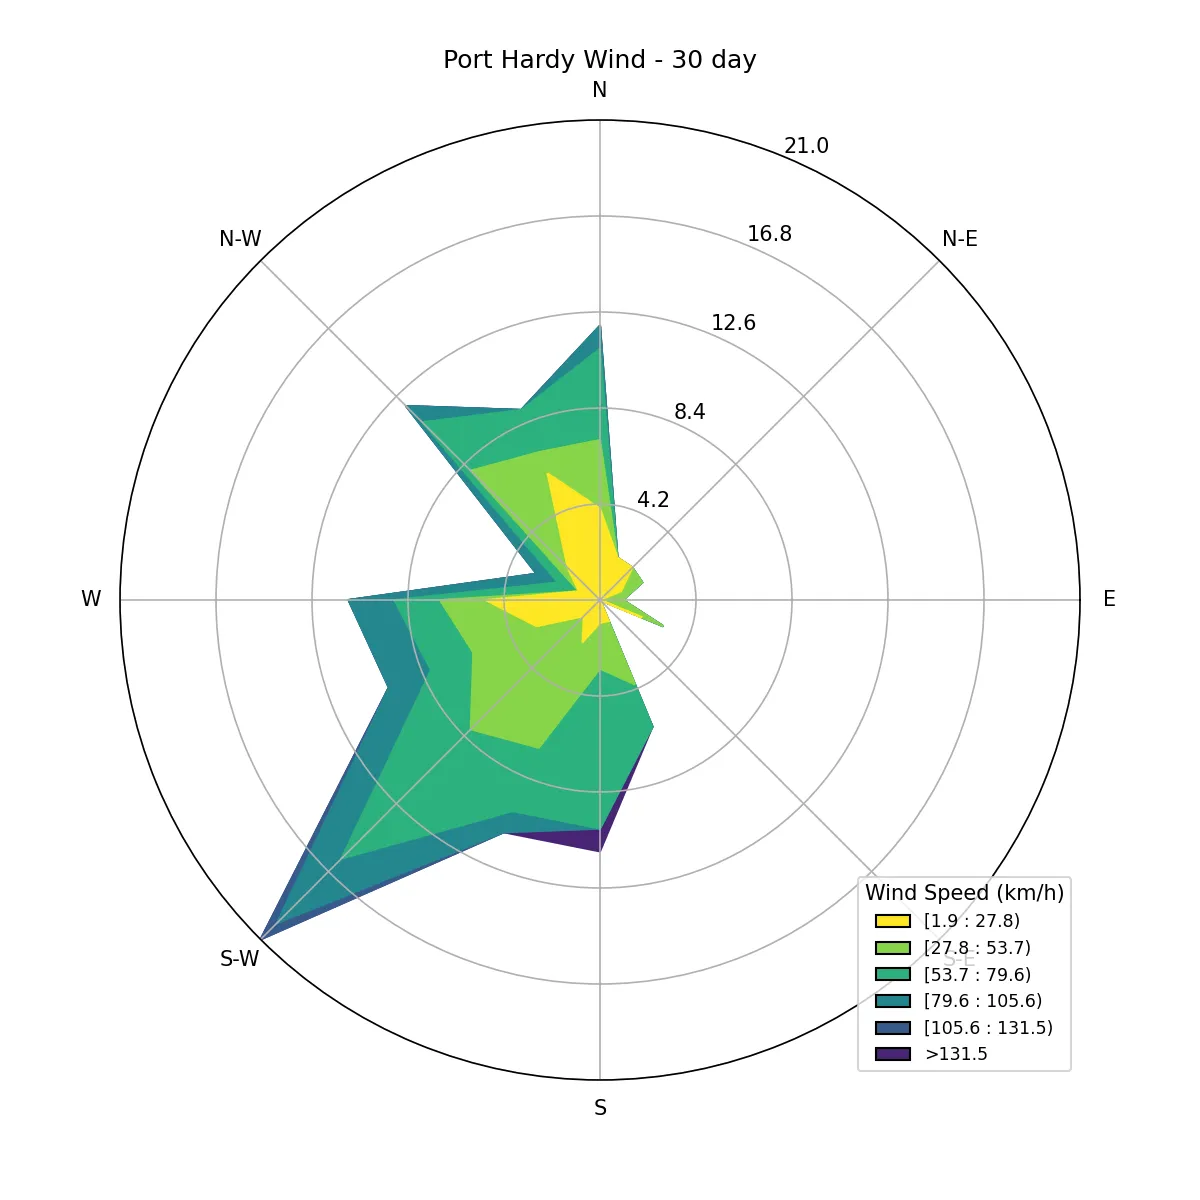 Port Hardy Wind - 30 day
N
21.0
16.8
N-W
N-E
12.6
8.4
4.2
W
E
Wind Speed (km/h)
[1.9 : 27.8)
[27.8 : 53.7)
S-W
S-E
[53.7 : 79.6)
[79.6 : 105.6)
[105.6 : 131.5)
>131.5
S